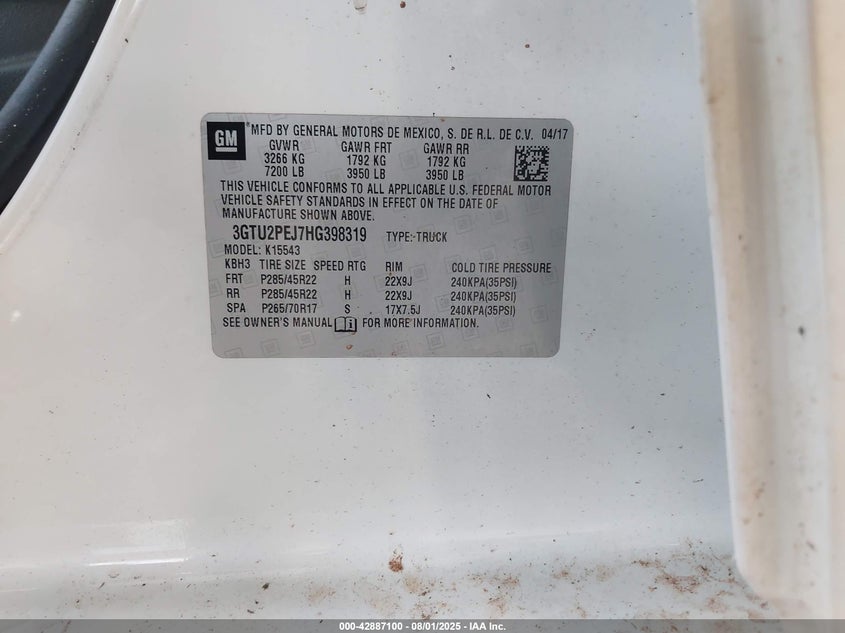 GM ® MFD BY GENERAL MOTORS DE MEXICO, S. DE R.L. DE C.V. 04/17
GVWR GAWR FRT GAWR RR
3266 KG 1792 KG 1792 KG
7200 LB 3950 LB 3950 LB
THIS VEHICLE CONFORMS TO ALL APPLICABLE U.S. FEDERAL MOTOR
VEHICLE SAFETY STANDARDS IN EFFECT ON THE DATE OF
MANUFACTURE SHOWN ABOVE.
3GTU2PEJ7HG398319 TYPE: TRUCK
MODEL: K15543
KBH3 TIRE SIZE SPEED RTG RIM COLD TIRE PRESSURE
FRT P285/45R22 H 22X9J 240KPA(35PSI)
RR P285/45R22 H 22X9J 240KPA(35PSI)
SPA P265/70R17 S 17X7.5J 240KPA(35PSI)
SEE OWNER'S MANUAL FOR MORE INFORMATION.
000-42887100 - 08/01/2025 - IAA Inc.